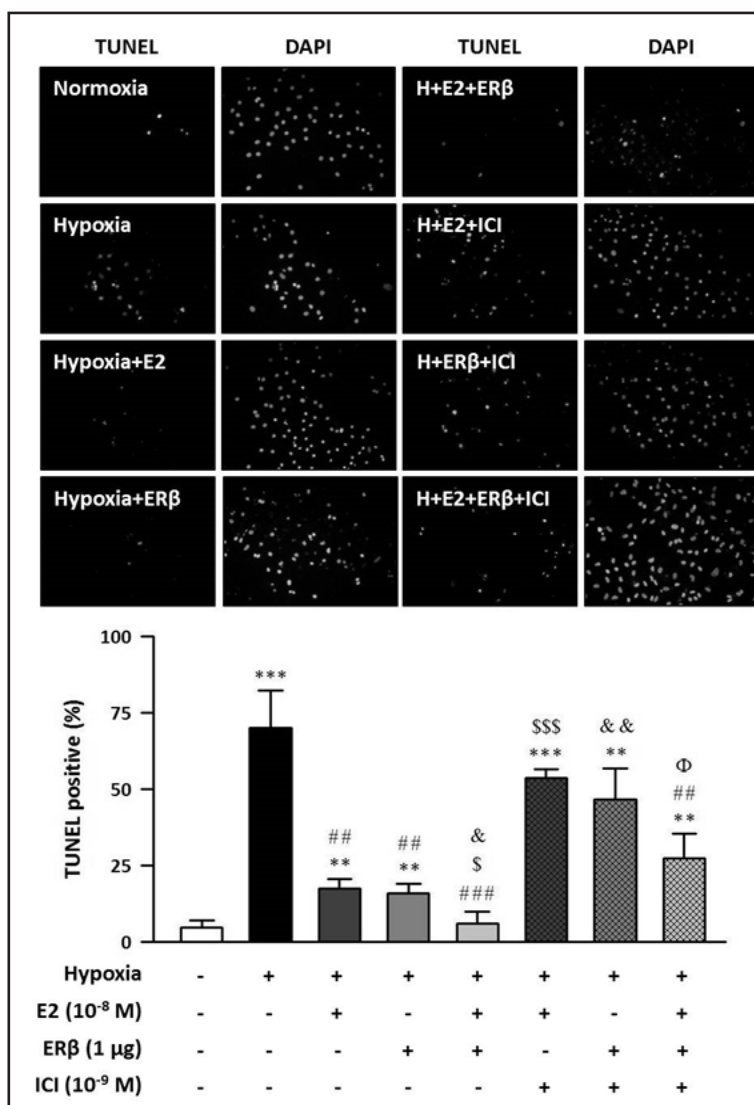 TUNEL DAPI TUNEL DAPI
Normoxia H+E2+ERβ
Hypoxia H+E2+ICI
Hypoxia+E2 H+ERβ+ICI
Hypoxia+ERβ H+E2+ERβ+ICI
TUNEL positive (%)
100
75
50
25
0
***
##
**
##
**
&
$
###
$$$
***
&&
**
Φ
##
**
Hypoxia - + + + + + + +
E2 (10⁻⁸ M) - - + - + + - +
ERβ (1 µg) - - - + + - + +
ICI (10⁻⁹ M) - - - - - + + +